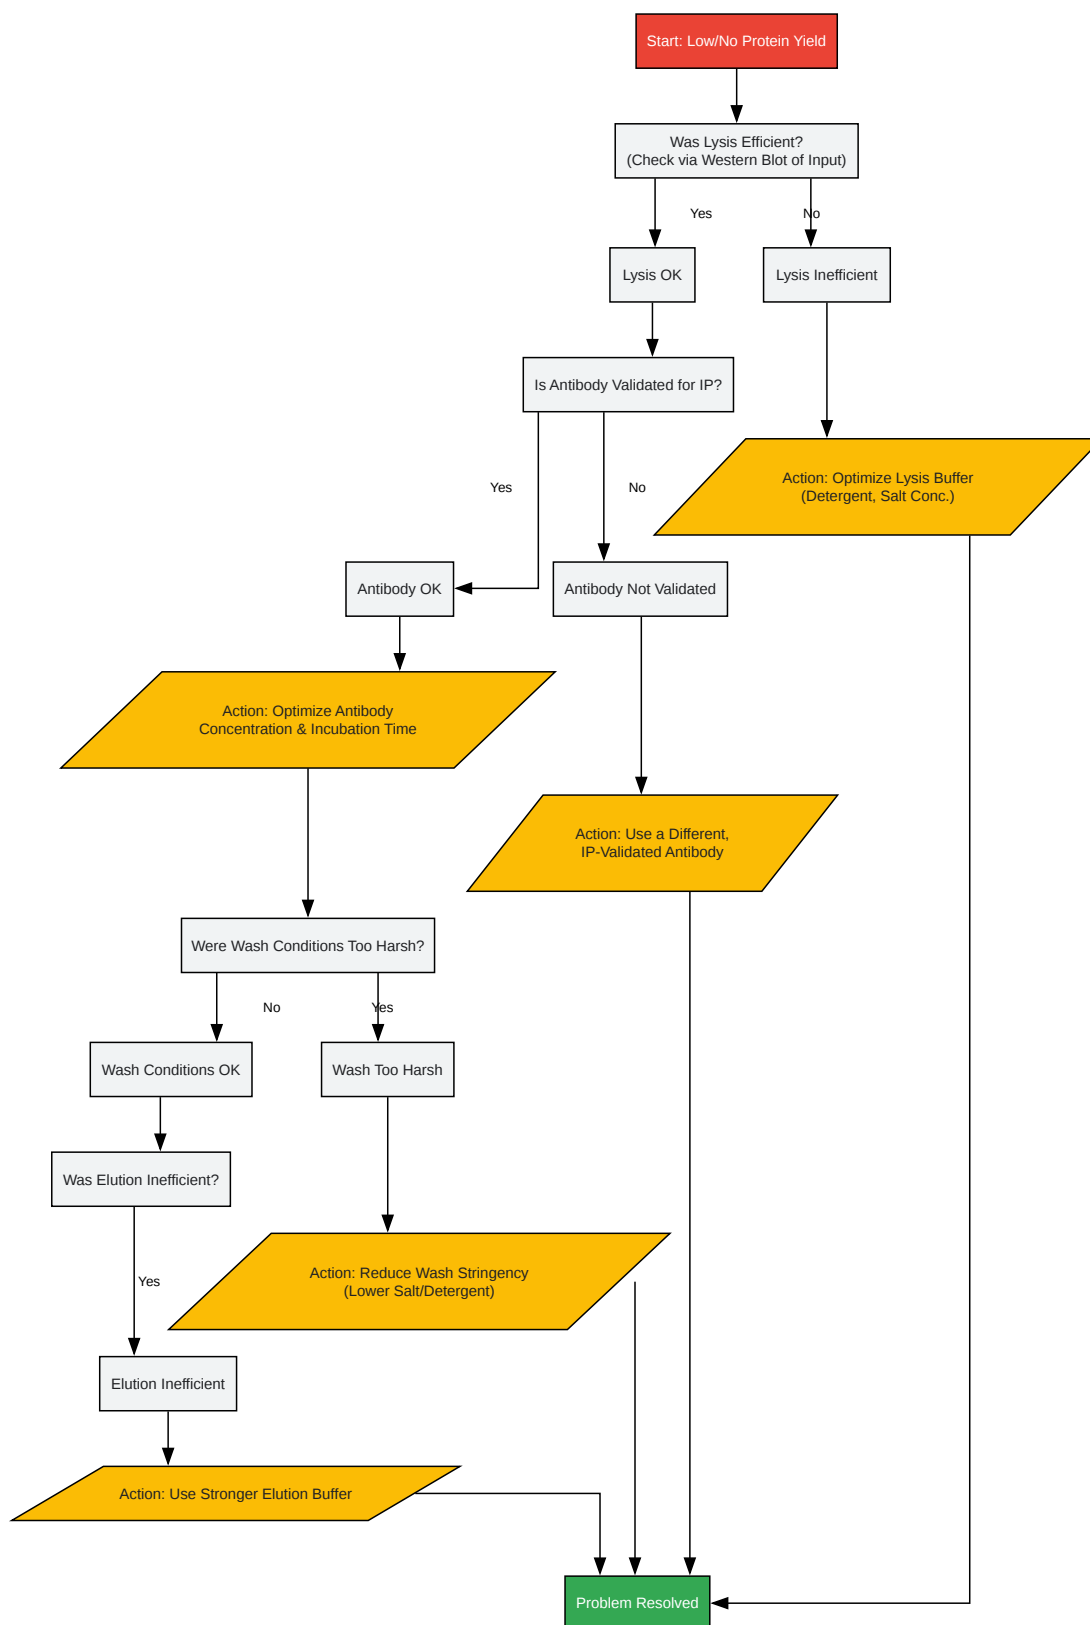 Start: Low/No Protein Yield
Was Lysis Efficient?
(Check via Western Blot of Input)
Yes
No
Lysis OK
Lysis Inefficient
Is Antibody Validated for IP?
Yes
No
Action: Optimize Lysis Buffer
(Detergent, Salt Conc.)
Antibody OK
Antibody Not Validated
Action: Optimize Antibody
Concentration & Incubation Time
Action: Use a Different,
IP-Validated Antibody
Were Wash Conditions Too Harsh?
No
Yes
Wash Conditions OK
Wash Too Harsh
Was Elution Inefficient?
Yes
Action: Reduce Wash Stringency
(Lower Salt/Detergent)
Elution Inefficient
Action: Use Stronger Elution Buffer
Problem Resolved